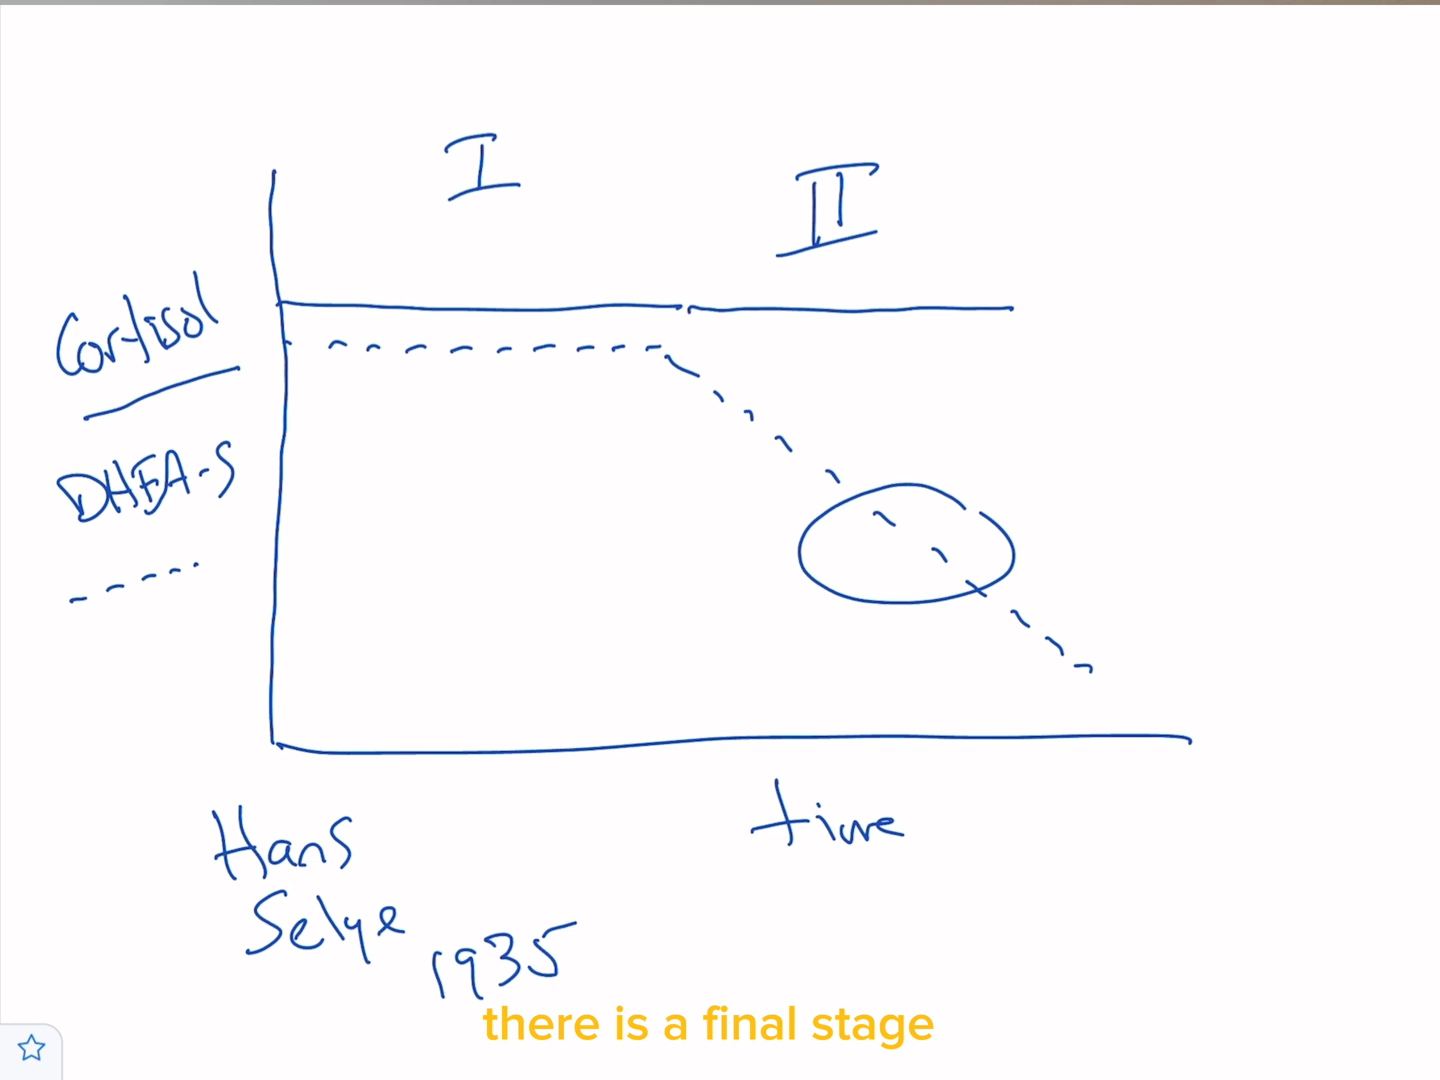 I
II
Cortisol
DHEA-S
time
Hans
Selye
1935
there is a final stage